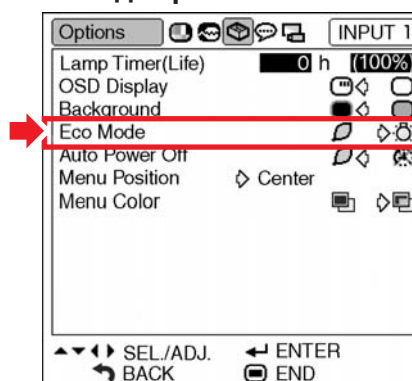 Options INPUT 1
Lamp Timer(Life) 0 h (100%)
OSD Display
Background
Eco Mode
Auto Power Off
Menu Position Center
Menu Color
SEL./ADJ. ENTER
BACK END